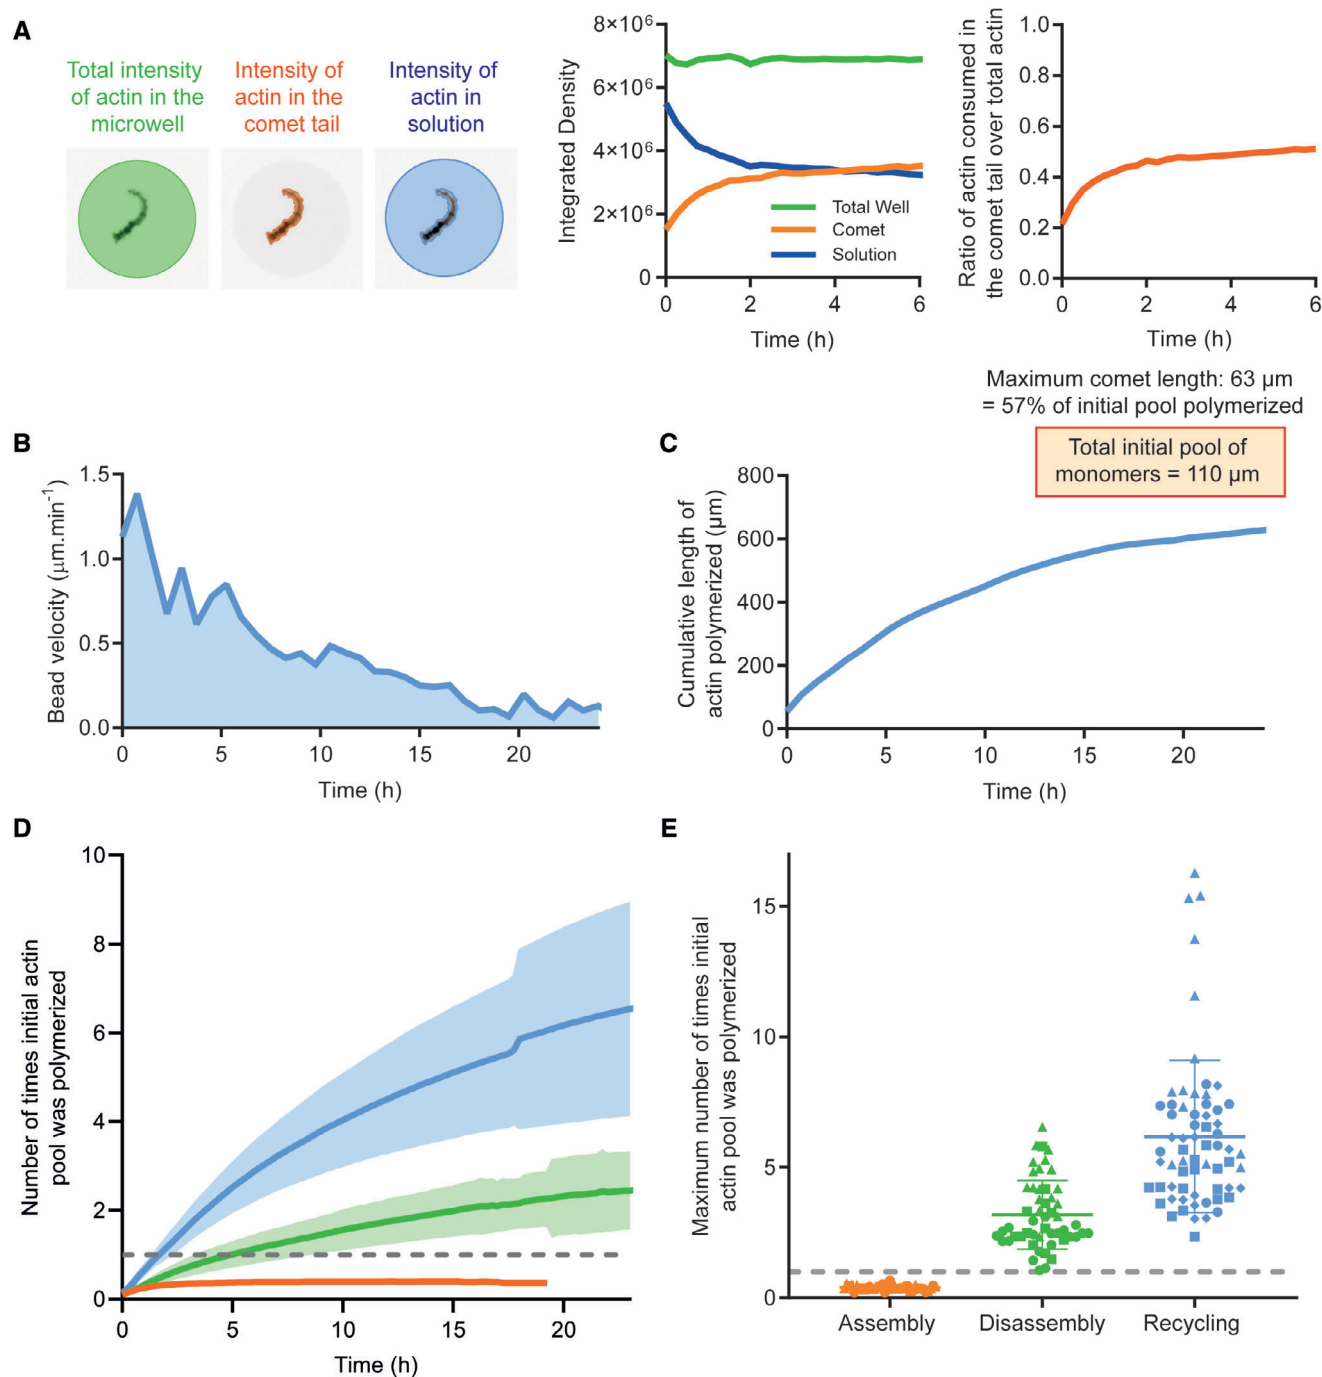 A
Total intensity
of actin in the
microwell
Intensity of
actin in the
comet tail
Intensity of
actin in
solution
Integrated Density
8×10⁶
6×10⁶
4×10⁶
2×10⁶
0
0 2 4 6
Time (h)
Total Well
Comet
Solution
Ratio of actin consumed in
the comet tail over total actin
1.0
0.8
0.6
0.4
0.2
0.0
0 2 4 6
Time (h)
Maximum comet length: 63 µm
= 57% of initial pool polymerized
Total initial pool of
monomers = 110 µm
B
Bead velocity (µm.min⁻¹)
1.5
1.0
0.5
0.0
0 5 10 15 20
Time (h)
C
Cumulative length of
actin polymerized (µm)
800
600
400
200
0
0 5 10 15 20
Time (h)
D
Number of times initial actin
pool was polymerized
10
8
6
4
2
0
0 5 10 15 20
Time (h)
E
Maximum number of times initial
actin pool was polymerized
15
10
5
0
Assembly Disassembly Recycling